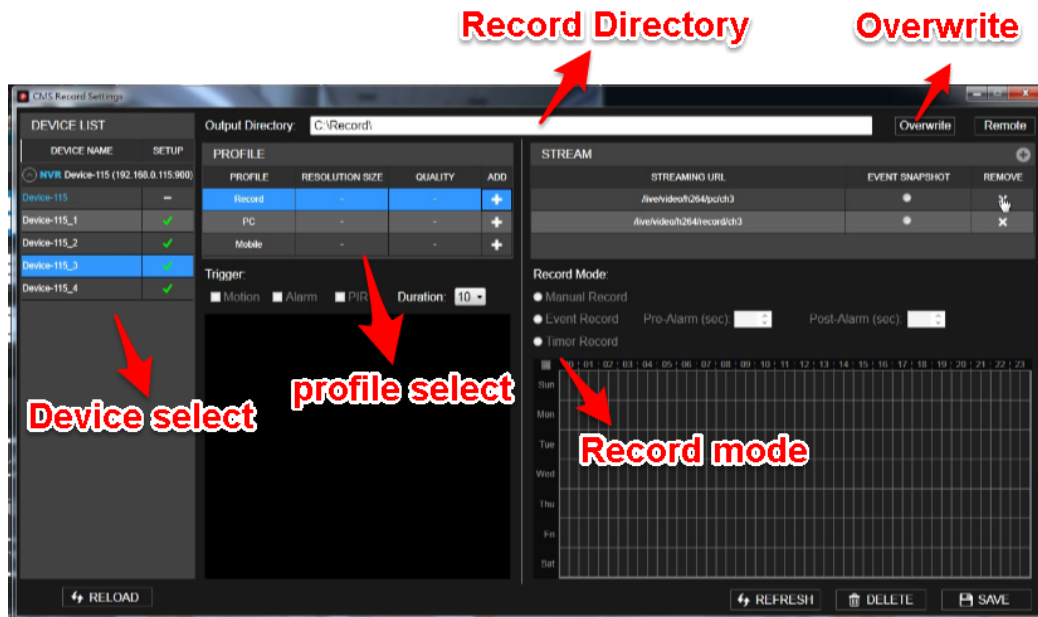 Record Directory
Overwrite
CMS Record Settings
DEVICE LIST
Output Directory: C:\Record\
Overwrite
Remote
DEVICE NAME SETUP
NVR Device-115 (192.168.0.115:900)
Device-115
Device-115_1
Device-115_2
Device-115_3
Device-115_4
PROFILE
PROFILE RESOLUTION SIZE QUALITY ADD
Record - -
PC - -
Mobile - -
STREAM
STREAMING URL EVENT SNAPSHOT REMOVE
/live/video/h264/pc/ch3
/live/video/h264/record/ch3
Trigger:
Motion Alarm PIR Duration: 10
Record Mode:
Manual Record
Event Record Pre-Alarm (sec): Post-Alarm (sec):
Timor Record
00 01 02 03 04 05 06 07 08 09 10 11 12 13 14 15 16 17 18 19 20 21 22 23
Sun
Mon
Tue
Wed
Thu
Fri
Sat
Device select
profile select
Record mode
RELOAD
REFRESH
DELETE
SAVE